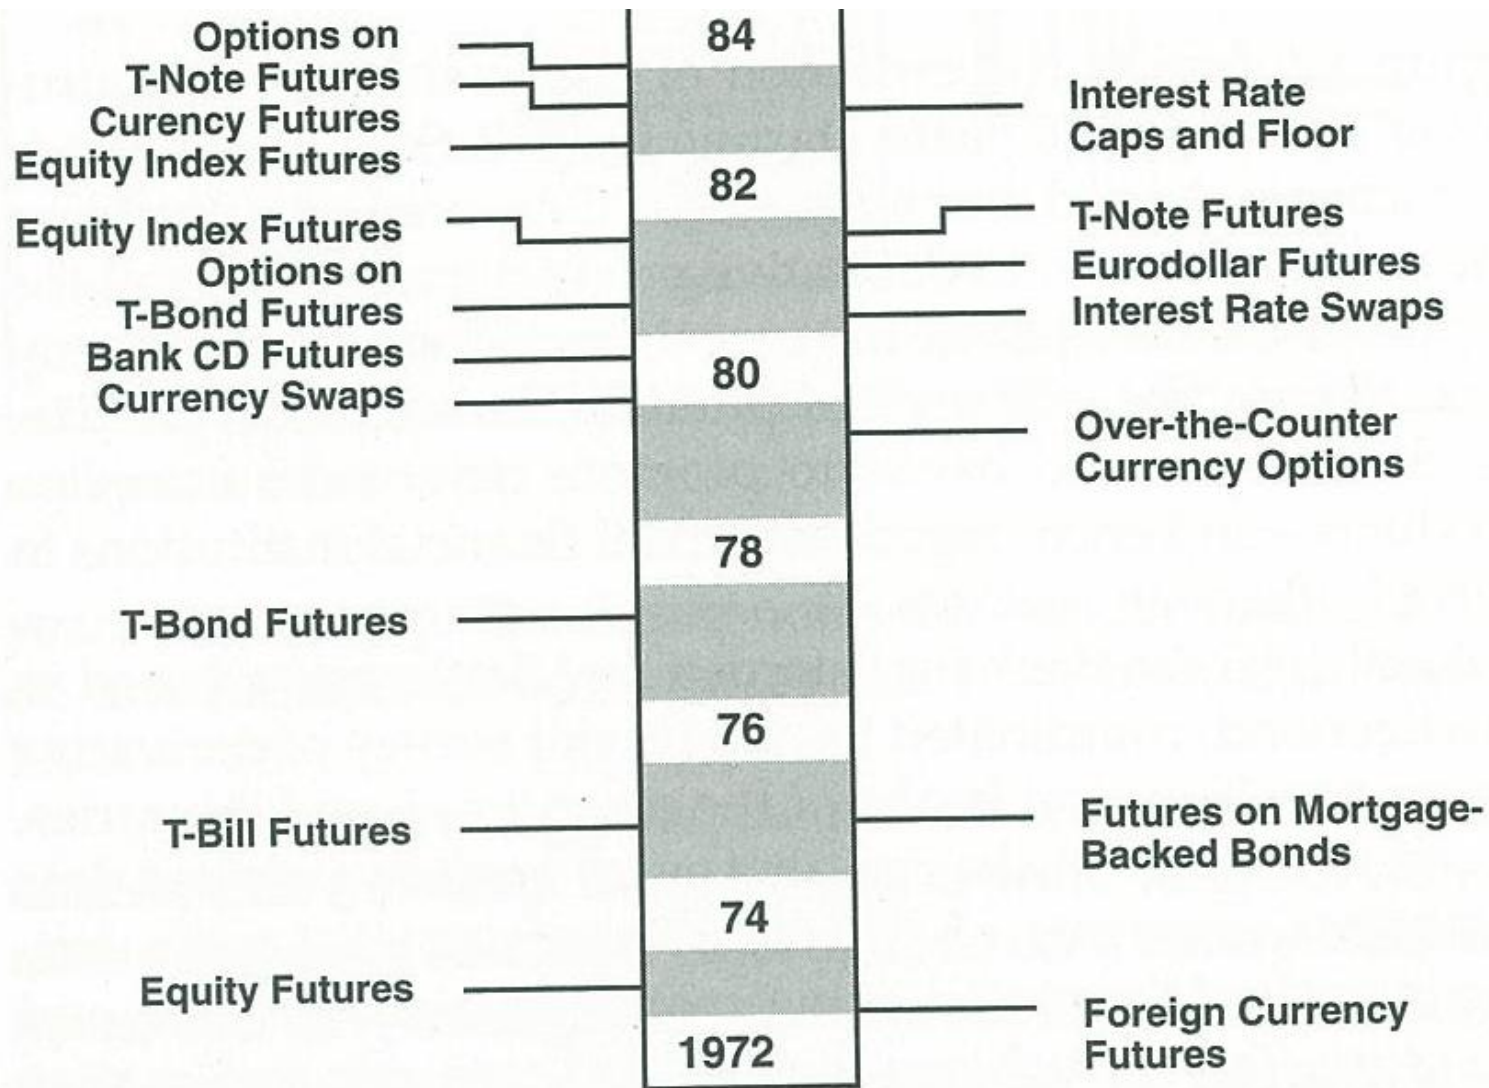 Options on
T-Note Futures
Curency Futures
Equity Index Futures
Equity Index Futures
Options on
T-Bond Futures
Bank CD Futures
Currency Swaps
T-Bond Futures
T-Bill Futures
Equity Futures
84
82
80
78
76
74
1972
Interest Rate
Caps and Floor
T-Note Futures
Eurodollar Futures
Interest Rate Swaps
Over-the-Counter
Currency Options
Futures on Mortgage-
Backed Bonds
Foreign Currency
Futures